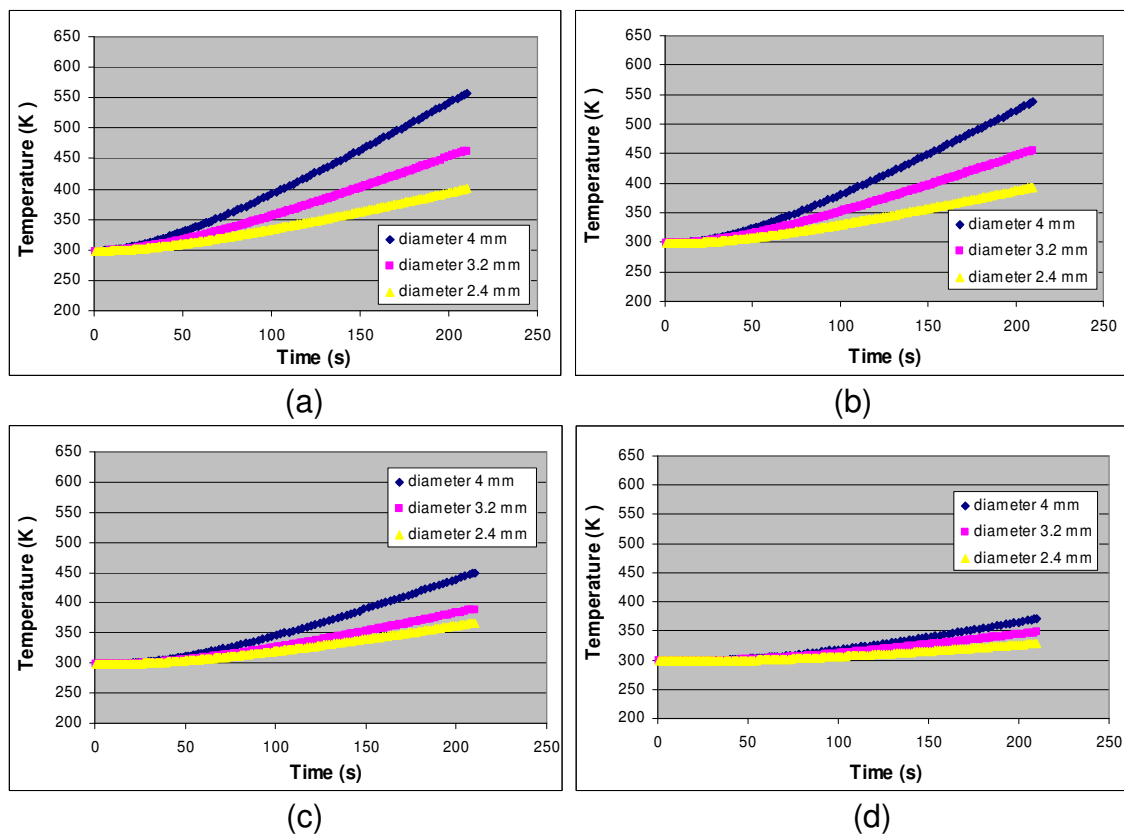 650
600
550
500
450
400
350
300
250
200
Temperature (K )
0 50 100 150 200 250
Time (s)
diameter 4 mm
diameter 3.2 mm
diameter 2.4 mm
(a)
650
600
550
500
450
400
350
300
250
200
Temperature (K )
0 50 100 150 200 250
Time (s)
diameter 4 mm
diameter 3.2 mm
diameter 2.4 mm
(b)
650
600
550
500
450
400
350
300
250
200
Temperature (K )
0 50 100 150 200 250
Time (s)
diameter 4 mm
diameter 3.2 mm
diameter 2.4 mm
(c)
650
600
550
500
450
400
350
300
250
200
Temperature (K )
0 50 100 150 200 250
Time (s)
diameter 4 mm
diameter 3.2 mm
diameter 2.4 mm
(d)